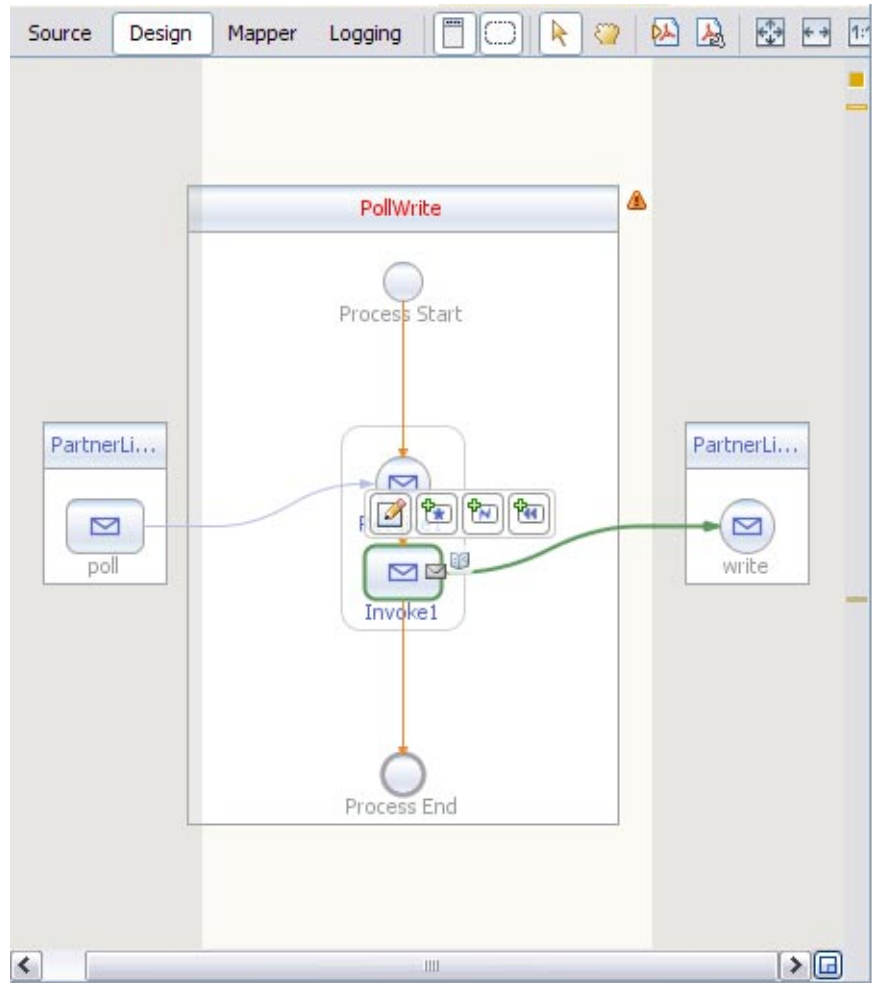 Source Design Mapper Logging
PollWrite
Process Start
PartnerLi...
PartnerLi...
poll
write
Invoke1
Process End